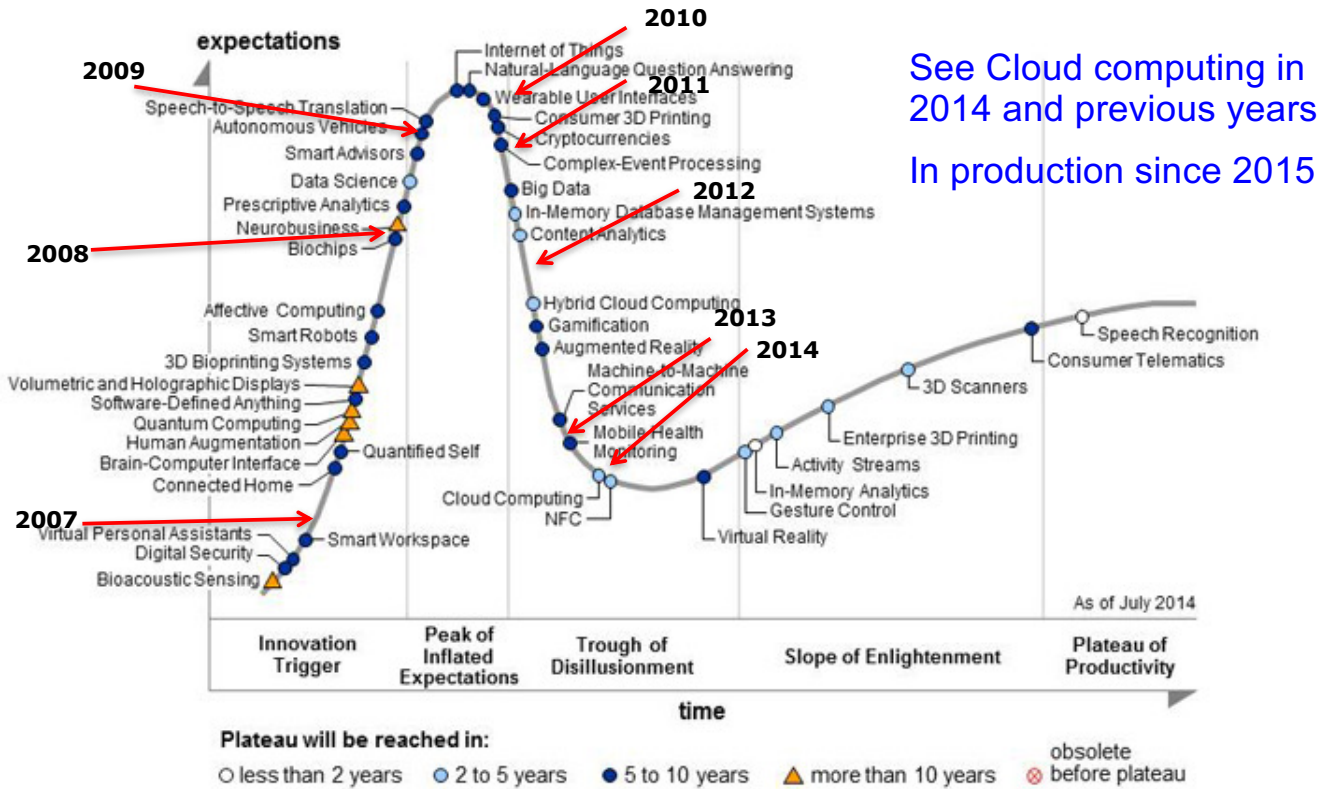 2010
expectations
Internet of Things
2009
Natural-Language Question Answering
2011
Speech-to-Speech Translation
Wearable User Interfaces
Autonomous Vehicles
Consumer 3D Printing
Cryptocurrencies
Smart Advisors
Complex-Event Processing
See Cloud computing in
2014 and previous years
In production since 2015
Data Science
Big Data
2012
Prescriptive Analytics
In-Memory Database Management Systems
Neurobusiness
Content Analytics
2008
Biochips
Affective Computing
Hybrid Cloud Computing
Smart Robots
Gamification
2013
3D Bioprinting Systems
Augmented Reality
2014
Volumetric and Holographic Displays
Machine-to-Machine
Communication
Services
Software-Defined Anything
Quantum Computing
Human Augmentation
Mobile Health
Monitoring
Brain-Computer Interface
Quantified Self
Connected Home
Speech Recognition
Consumer Telematics
3D Scanners
Enterprise 3D Printing
Activity Streams
In-Memory Analytics
Gesture Control
Cloud Computing
NFC
Virtual Reality
2007
Virtual Personal Assistants
Smart Workspace
Digital Security
Bioacoustic Sensing
As of July 2014
Innovation
Trigger
Peak of
Inflated
Expectations
Trough of
Disillusionment
Slope of Enlightenment
Plateau of
Productivity
time
Plateau will be reached in:
less than 2 years
2 to 5 years
5 to 10 years
more than 10 years
obsolete
before plateau